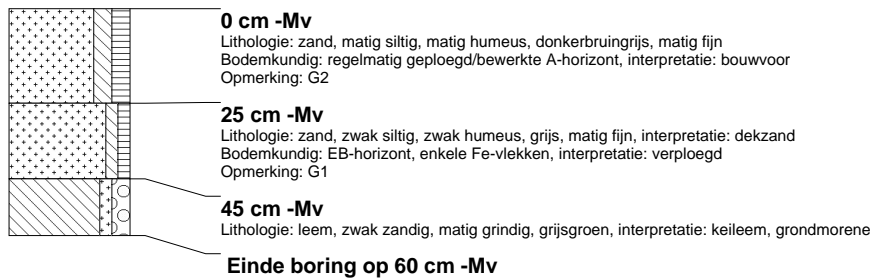 0 cm -Mv
Lithologie: zand, matig siltig, matig humeus, donkerbruingrijs, matig fijn
Bodemkundig: regelmatig geploegd/bewerkte A-horizont, interpretatie: bouwvoor
Opmerking: G2
25 cm -Mv
Lithologie: zand, zwak siltig, zwak humeus, grijs, matig fijn, interpretatie: dekzand
Bodemkundig: EB-horizont, enkele Fe-vlekken, interpretatie: verploegd
Opmerking: G1
45 cm -Mv
Lithologie: leem, zwak zandig, matig grindig, grijsgroen, interpretatie: keileem, grondmorene
Einde boring op 60 cm -Mv